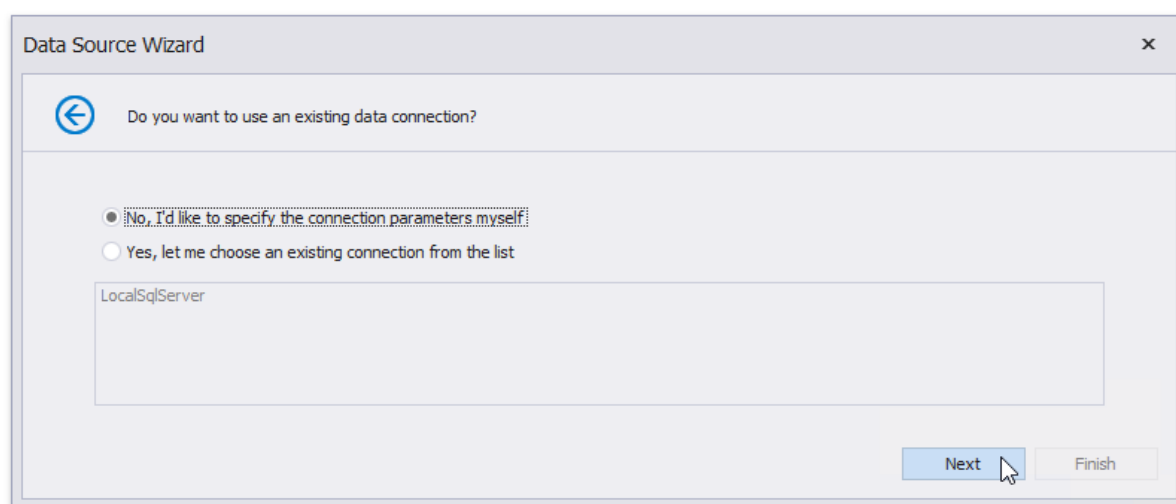 Data Source Wizard
Do you want to use an existing data connection?
No, I'd like to specify the connection parameters myself
Yes, let me choose an existing connection from the list
LocalSqlServer
Next
Finish